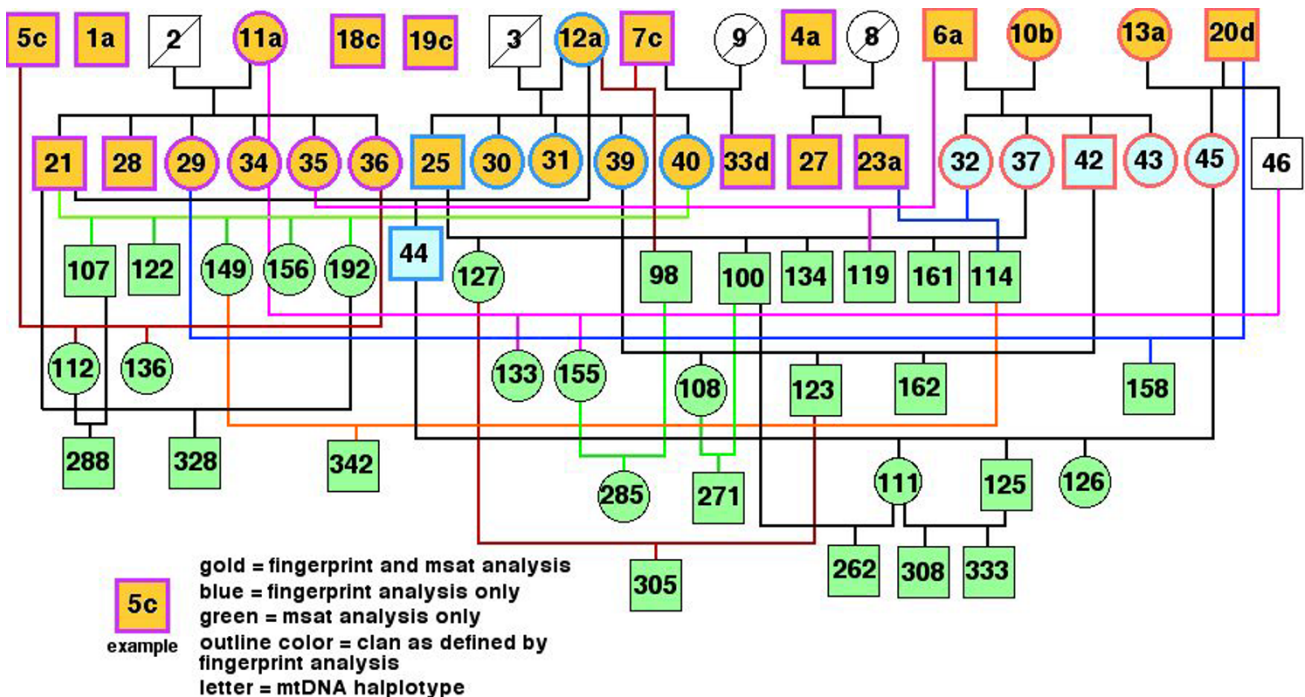 5c 1a 2 11a 18c 19c 3 12a 7c 9 4a 8 6a 10b 13a 20d
21 28 29 34 35 36 25 30 31 39 40 33d 27 23a 32 37 42 43 45 46
107 122 149 156 192 44 127 98 100 134 119 161 114
112 136 133 155 108 123 162 158
288 328 342 285 271 111 125 126
305 262 308 333
5c
example
gold = fingerprint and msat analysis
blue = fingerprint analysis only
green = msat analysis only
outline color = clan as defined by
fingerprint analysis
letter = mtDNA halplotype